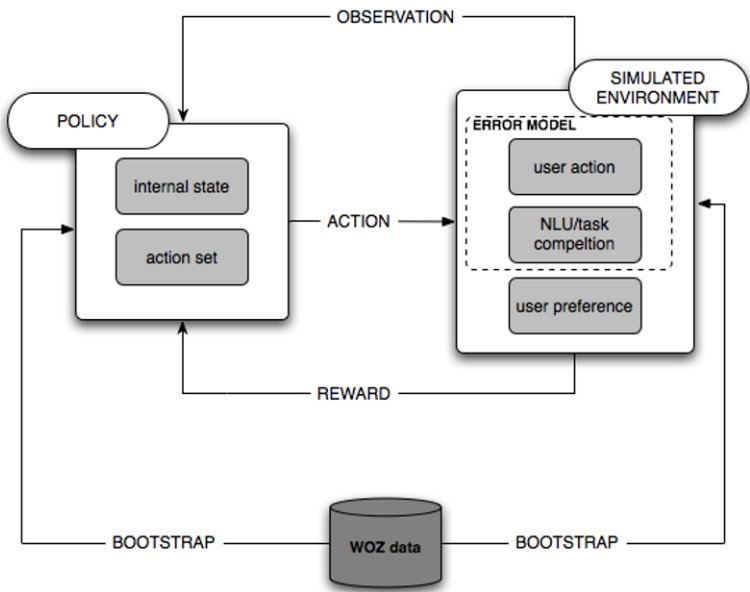 OBSERVATION
SIMULATED
ENVIRONMENT
POLICY
ERROR MODEL
internal state
user action
ACTION
NLU/task
compeltion
action set
user preference
REWARD
BOOTSTRAP
WOZ data
BOOTSTRAP